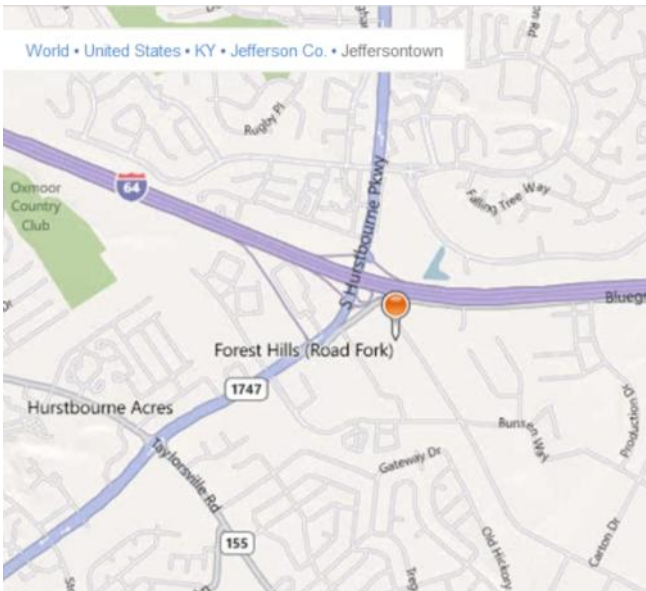 World • United States • KY • Jefferson Co. • Jeffersontown
Rugby Pl
64
Oxmoor
Country
Club
S Hurstbourne Pkwy
Falling Tree Way
Forest Hills (Road Fork)
1747
Hurstbourne Acres
Taylorsville Rd
155
Gateway Dr
Bunsen Way
Production Dr
Old Hickory
Carton Dr